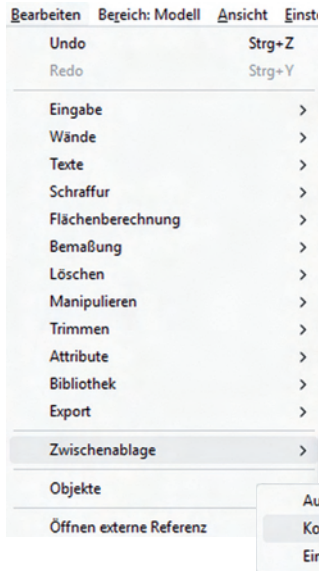 Bearbeiten Bereich: Modell Ansicht
Undo Strg+Z
Redo Strg+Y
Eingabe
Wände
Texte
Schraffur
Flächenberechnung
Bemaßung
Löschen
Manipulieren
Trimmen
Attribute
Bibliothek
Export
Zwischenablage
Objekte
Öffnen externe Referenz